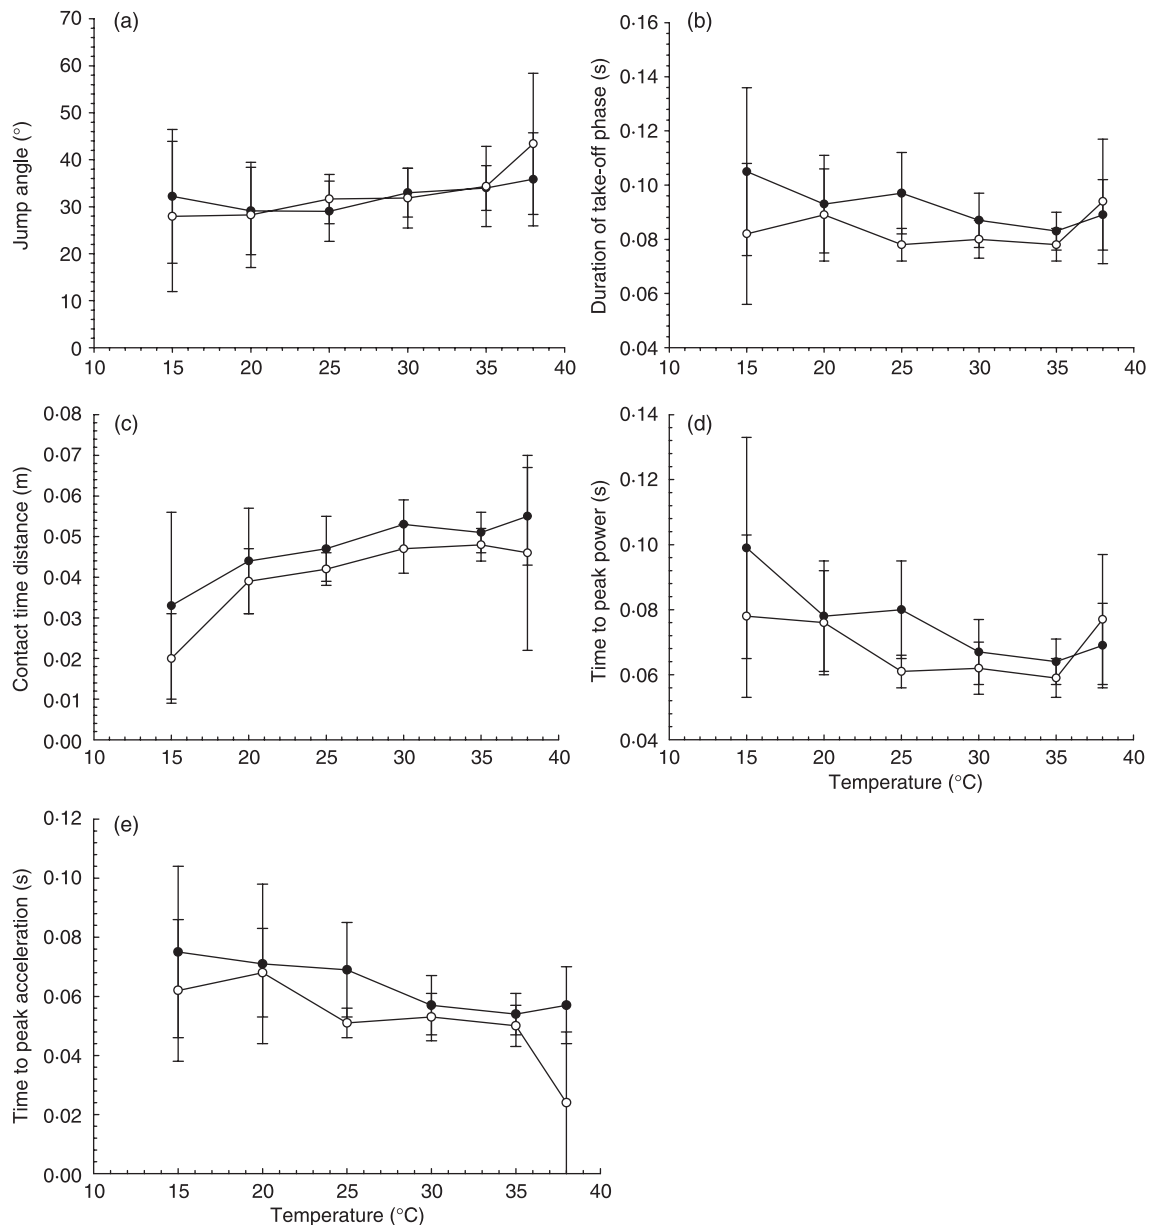 (a)
Jump angle (°)
70
60
50
40
30
20
10
0
10 15 20 25 30 35 40
(b)
Duration of take-off phase (s)
0·16
0·14
0·12
0·10
0·08
0·06
0·04
10 15 20 25 30 35 40
(c)
Contact time distance (m)
0·08
0·07
0·06
0·05
0·04
0·03
0·02
0·01
0·00
10 15 20 25 30 35 40
(d)
Time to peak power (s)
0·14
0·12
0·10
0·08
0·06
0·04
10 15 20 25 30 35 40
Temperature (°C)
(e)
Time to peak acceleration (s)
0·12
0·10
0·08
0·06
0·04
0·02
0·00
10 15 20 25 30 35 40
Temperature (°C)